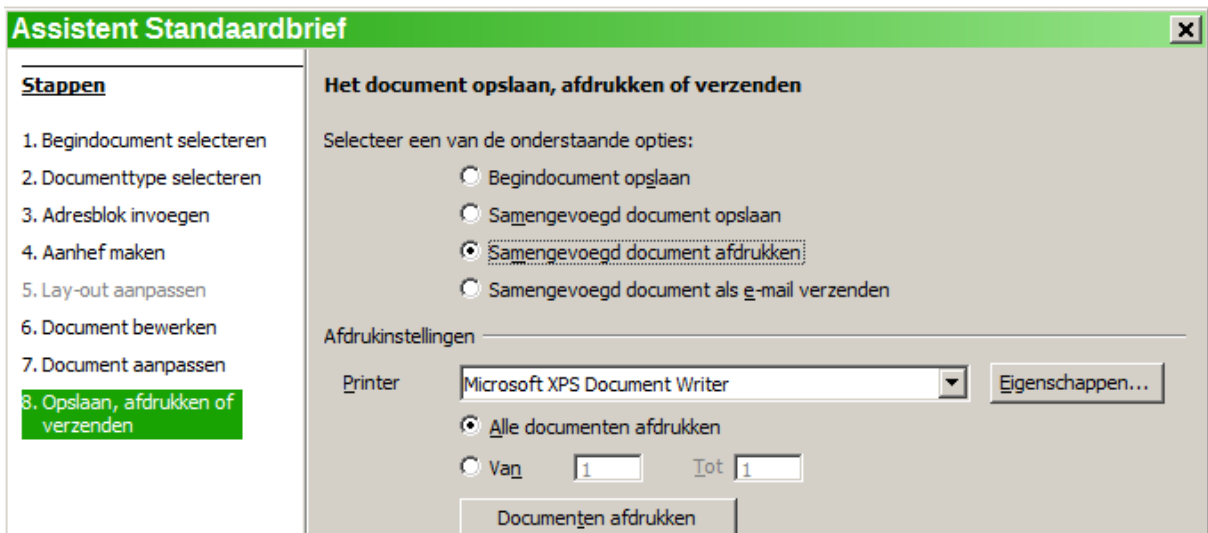 Assistent Standaardbrief
Stappen
1. Begindocument selecteren
2. Documenttype selecteren
3. Adresblok invoegen
4. Aanhef maken
5. Lay-out aanpassen
6. Document bewerken
7. Document aanpassen
8. Opslaan, afdrukken of
verzenden
Het document opslaan, afdrukken of verzenden
Selecteer een van de onderstaande opties:
Begindocument opslaan
Samengevoegd document opslaan
Samengevoegd document afdrukken
Samengevoegd document als e-mail verzenden
Afdrukinstellingen
Printer Microsoft XPS Document Writer Eigenschappen...
Alle documenten afdrukken
Van 1 Tot 1
Documenten afdrukken